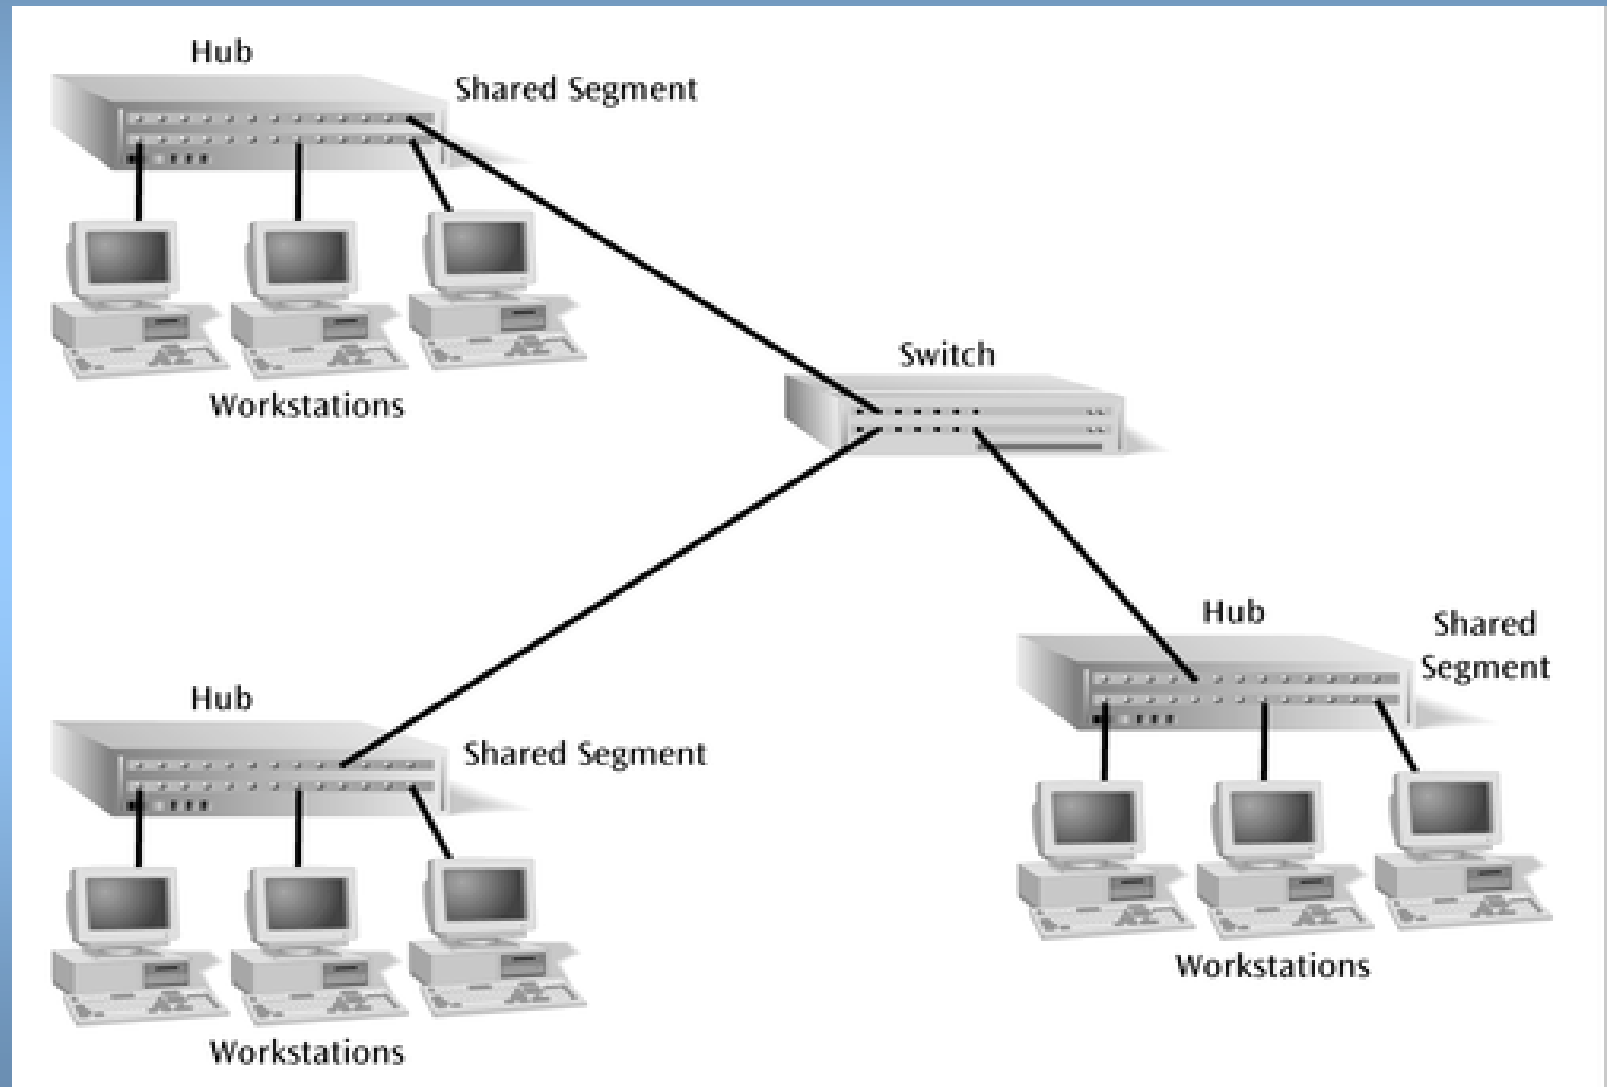 Hub
Shared Segment
Workstations
Switch
Hub
Shared
Segment
Workstations
Hub
Shared Segment
Workstations